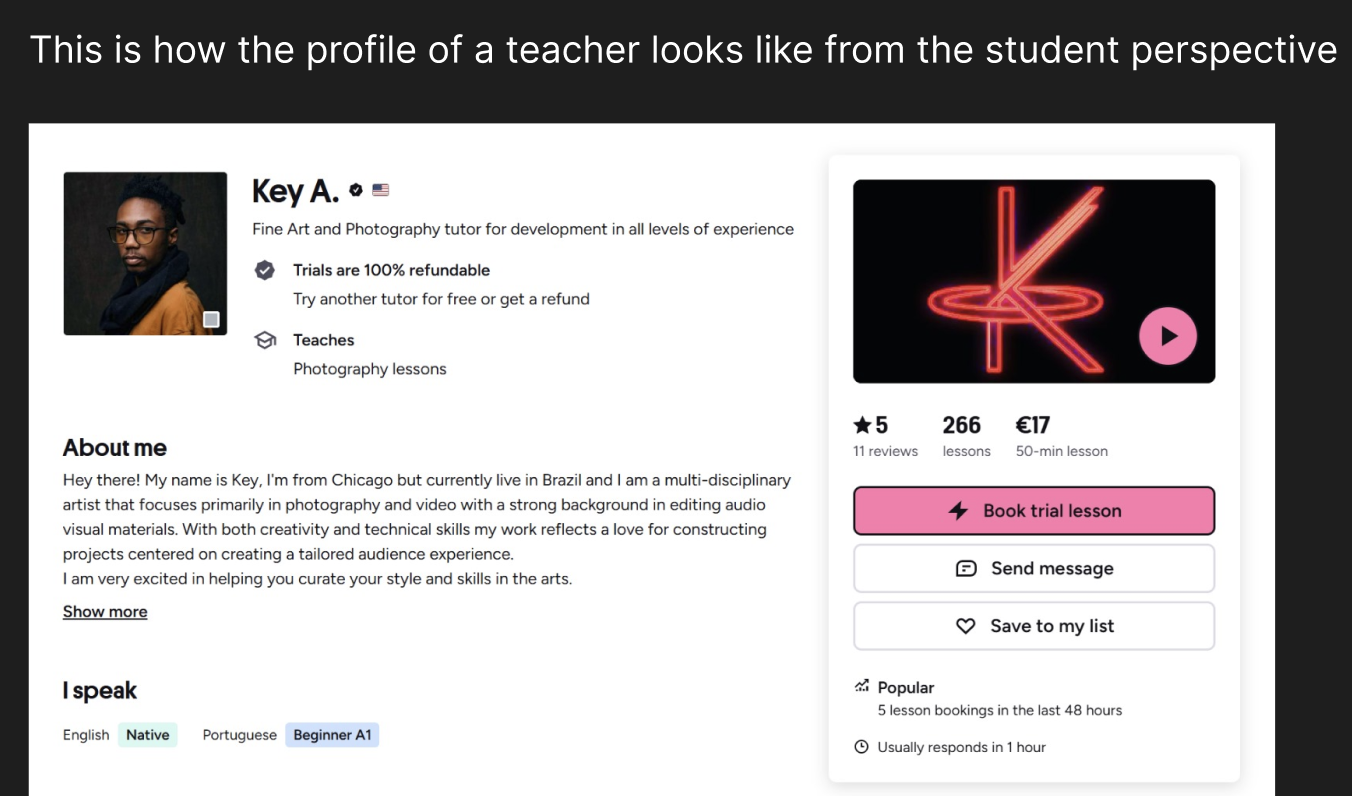 This is how the profile of a teacher looks like from the student perspective
Key A.
Fine Art and Photography tutor for development in all levels of experience
Trials are 100% refundable
Try another tutor for free or get a refund
Teaches
Photography lessons
About me
Hey there! My name is Key, I'm from Chicago but currently live in Brazil and I am a multi-disciplinary
artist that focuses primarily in photography and video with a strong background in editing audio
visual materials. With both creativity and technical skills my work reflects a love for constructing
projects centered on creating a tailored audience experience.
I am very excited in helping you curate your style and skills in the arts.
Show more
I speak
English Native Portuguese Beginner A1
K
5 266 €17
11 reviews lessons 50-min lesson
Book trial lesson
Send message
Save to my list
Popular
5 lesson bookings in the last 48 hours
Usually responds in 1 hour